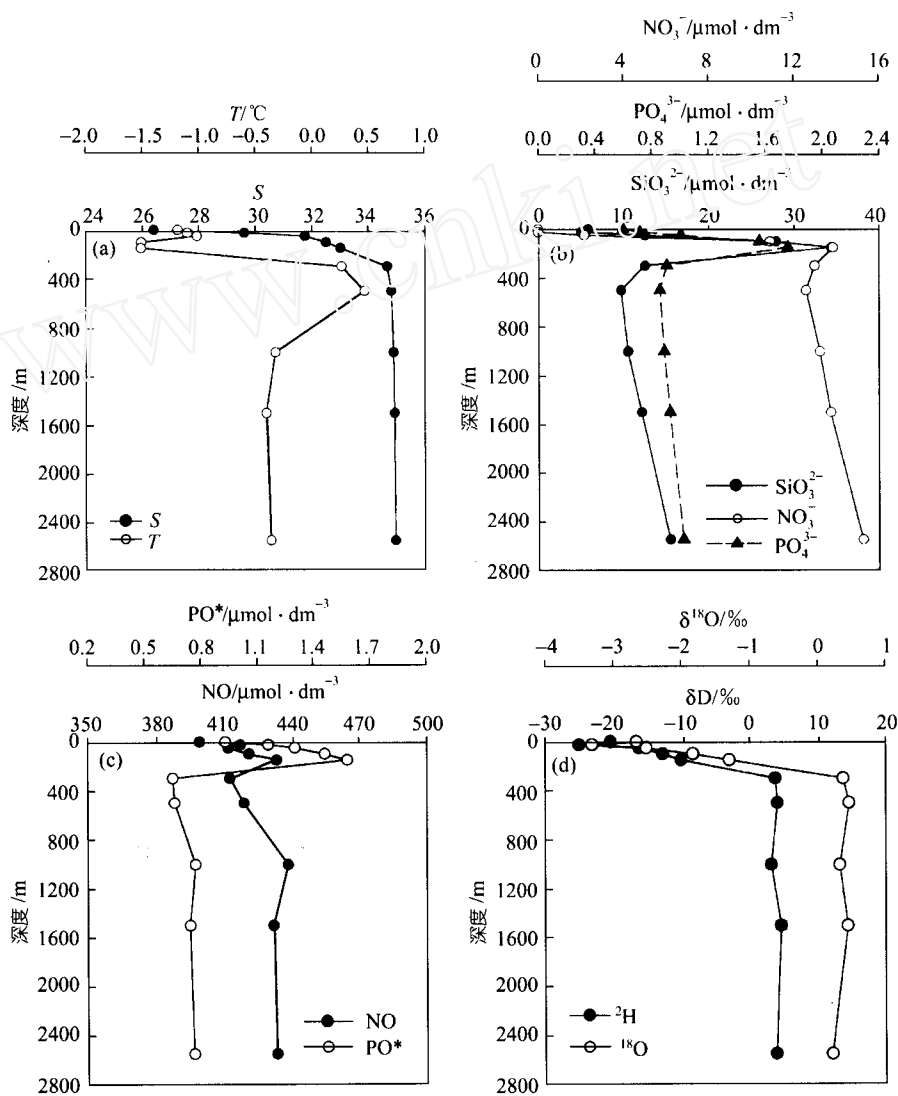 NO₃⁻/μmol · dm⁻³
0 4 8 12 16
PO₄³⁻/μmol · dm⁻³
0.0 0.4 0.8 1.2 1.6 2.0 2.4
SiO₃²⁻/μmol · dm⁻³
0 10 20 30 40
T/℃
−2.0 −1.5 −1.0 −0.5 0.0 0.5 1.0
S
24 26 28 30 32 34 36
(a)
0
400
800
1200
1600
2000
2400
2800
深度/m
S
T
(b)
0
400
800
1200
1600
2000
2400
2800
深度/m
SiO₃²⁻
NO₃⁻
PO₄³⁻
PO*/μmol · dm⁻³
0.2 0.5 0.8 1.1 1.4 1.7 2.0
NO/μmol · dm⁻³
350 380 410 440 470 500
(c)
0
400
800
1200
1600
2000
2400
2800
深度/m
NO
PO*
δ¹⁸O/‰
−4 −3 −2 −1 0 1
δD/‰
−30 −20 −10 0 10 20
(d)
0
400
800
1200
1600
2000
2400
2800
深度/m
²H
¹⁸O
www.cnki.net